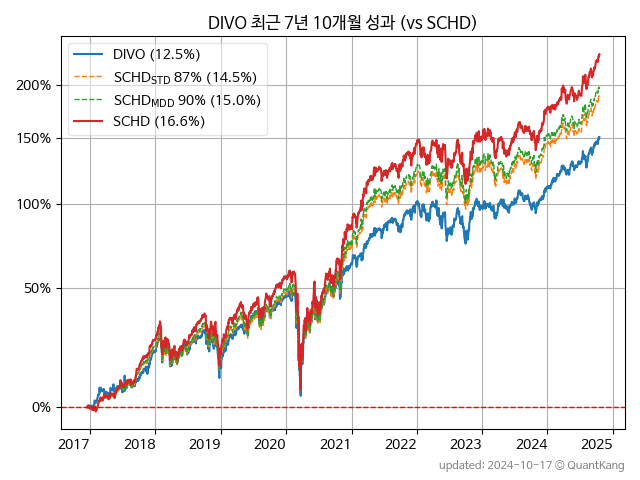 DIVO 최근 7년 10개월 성과 (vs SCHD)
DIVO (12.5%)
SCHD_STD 87% (14.5%)
SCHD_MDD 90% (15.0%)
SCHD (16.6%)
200%
150%
100%
50%
0%
2017 2018 2019 2020 2021 2022 2023 2024 2025
updated: 2024-10-17 © QuantKang